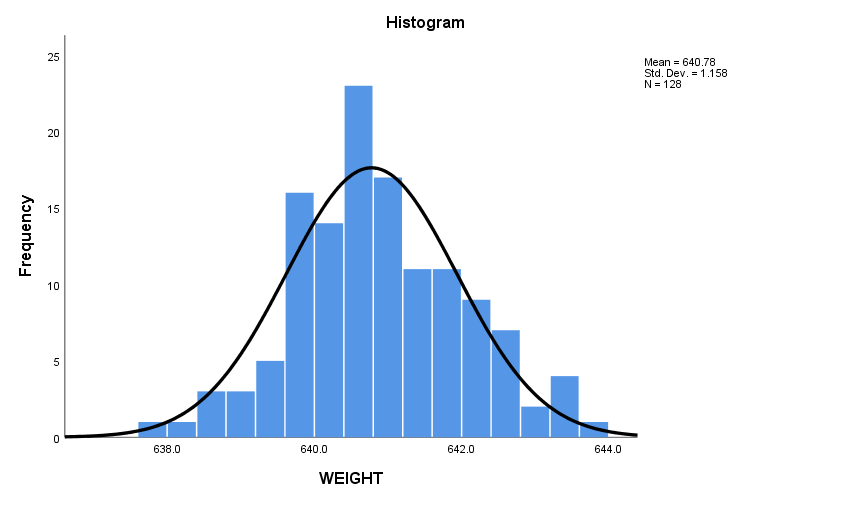 Histogram
Mean = 640.78
Std. Dev. = 1.158
N = 128
Frequency
25
20
15
10
5
0
638.0 640.0 642.0 644.0
WEIGHT